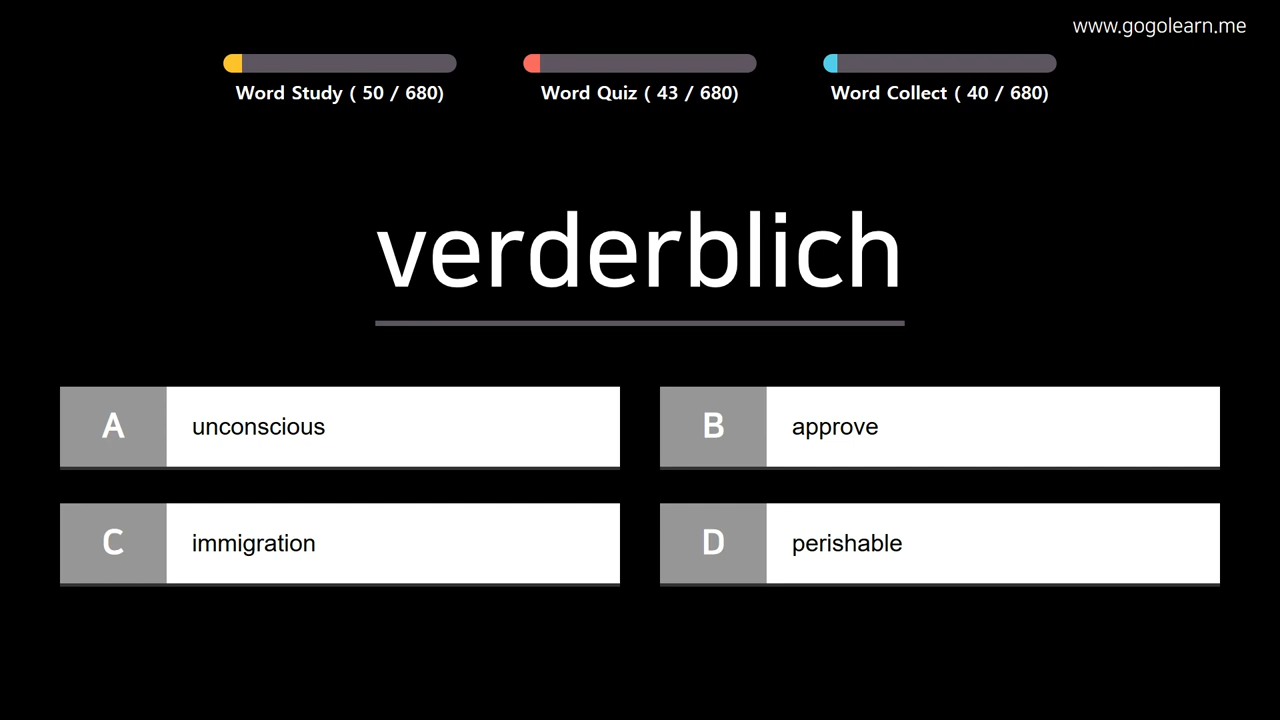 www.gogolearn.me
Word Study ( 50 / 680)
Word Quiz ( 43 / 680)
Word Collect ( 40 / 680)
verderblich
A unconscious
B approve
C immigration
D perishable